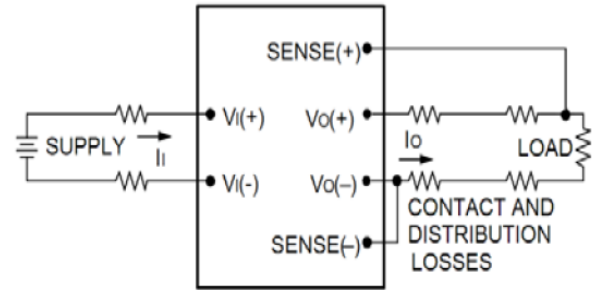 SENSE(+)
VI(+)
VO(+)
SUPPLY
II
IO
LOAD
VI(-)
VO(–)
CONTACT AND
SENSE(–)
DISTRIBUTION
LOSSES